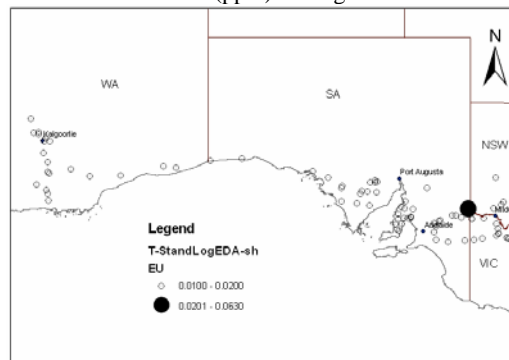 (ppm)
N
WA
SA
Kalgoorlie
NSW
Port Augusta
Adelaide
VIC
Legend
T-StandLogEDA-sh
EU
0.0100 - 0.0200
0.0201 - 0.0630